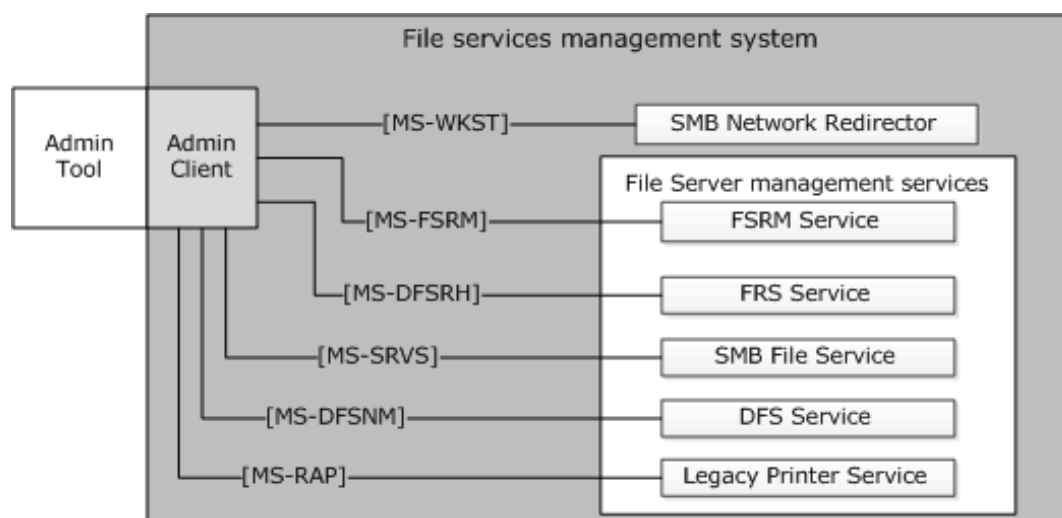 File services management system
Admin
Tool
Admin
Client
[MS-WKST]
SMB Network Redirector
File Server management services
[MS-FSRM]
FSRM Service
[MS-DFSRH]
FRS Service
[MS-SRVS]
SMB File Service
[MS-DFSNM]
DFS Service
[MS-RAP]
Legacy Printer Service